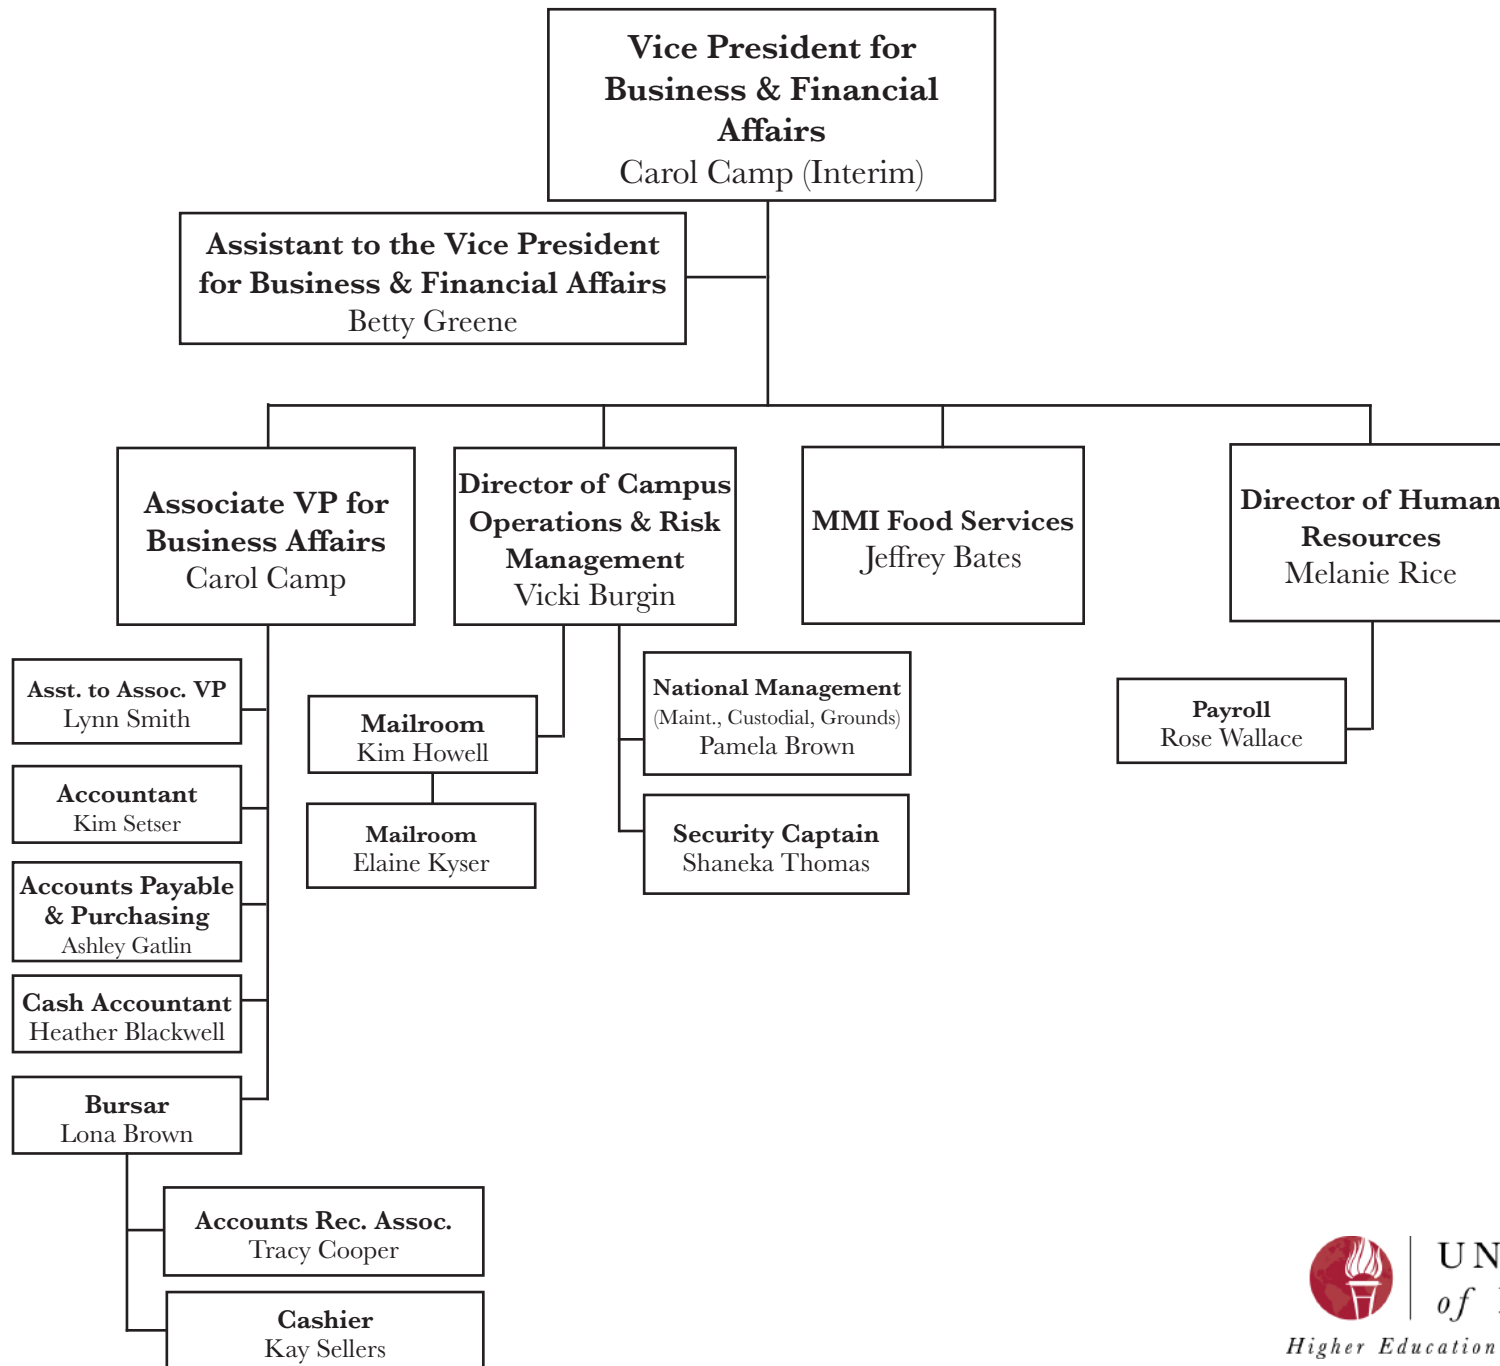 Vice President for
Business & Financial
Affairs
Carol Camp (Interim)
Assistant to the Vice President
for Business & Financial Affairs
Betty Greene
Associate VP for
Business Affairs
Carol Camp
Director of Campus
Operations & Risk
Management
Vicki Burgin
MMI Food Services
Jeffrey Bates
Director of Human
Resources
Melanie Rice
Asst. to Assoc. VP
Lynn Smith
Accountant
Kim Setser
Accounts Payable
& Purchasing
Ashley Gatlin
Cash Accountant
Heather Blackwell
Bursar
Lona Brown
Accounts Rec. Assoc.
Tracy Cooper
Cashier
Kay Sellers
Mailroom
Kim Howell
Mailroom
Elaine Kyser
National Management
(Maint., Custodial, Grounds)
Pamela Brown
Security Captain
Shaneka Thomas
Payroll
Rose Wallace
UN
of
Higher Education